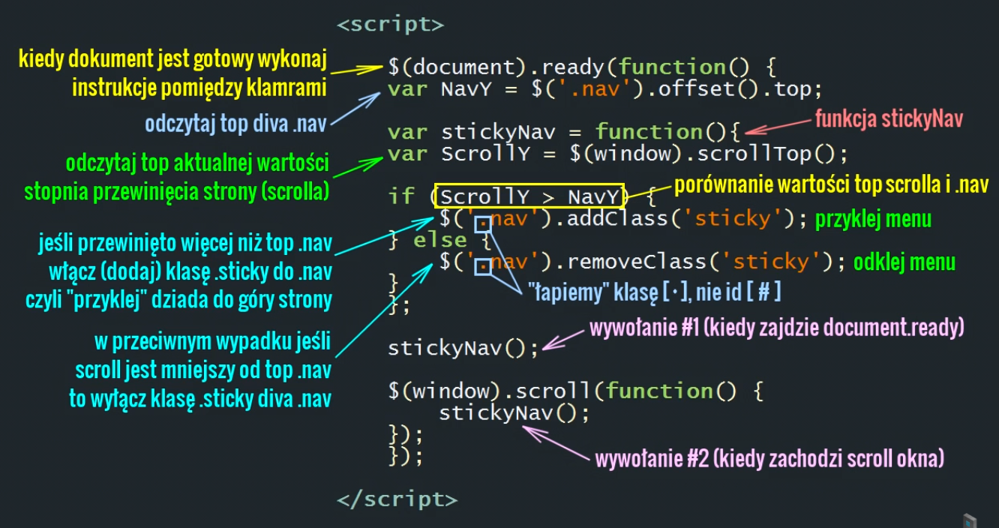 <script>
kiedy dokument jest gotowy wykonaj
instrukcje pomiędzy klamrami
$(document).ready(function() {
var NavY = $('.nav').offset().top;
odczytaj top diva .nav
funkcja stickyNav
var stickyNav = function(){
odczytaj top aktualnej wartości
stopnia przewinięcia strony (scrolla)
var ScrollY = $(window).scrollTop();
porównanie wartości top scrolla i .nav
if (ScrollY > NavY) {
$('.nav').addClass('sticky'); przyklej menu
jeśli przewinięto więcej niż top .nav
włącz (dodaj) klasę .sticky do .nav
czyli "przyklej" dziada do góry strony
} else {
$('.nav').removeClass('sticky'); odklej menu
"łapiemy" klasę [·], nie id [ # ]
}
};
w przeciwnym wypadku jeśli
scroll jest mniejszy od top .nav
to wyłącz klasę .sticky diva .nav
wywołanie #1 (kiedy zajdzie document.ready)
stickyNav();
$(window).scroll(function() {
stickyNav();
});
});
wywołanie #2 (kiedy zachodzi scroll okna)
</script>